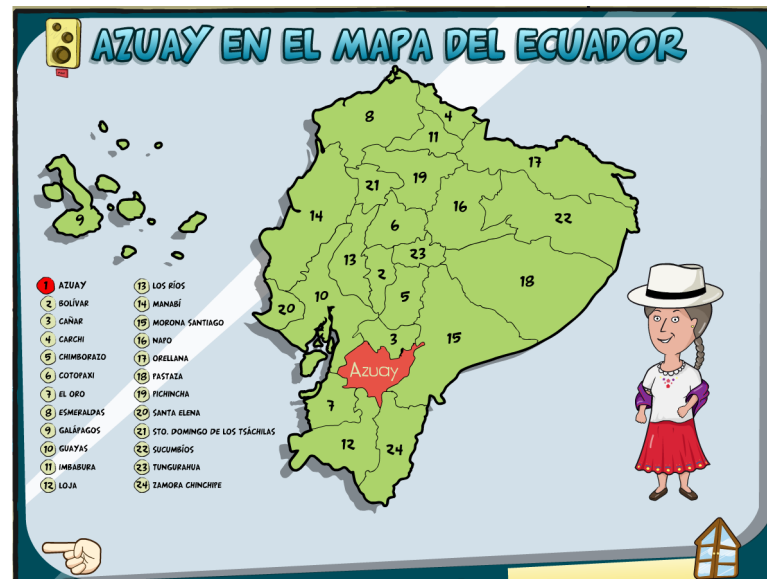 AZUAY EN EL MAPA DEL ECUADOR
8
4
11
17
21
19
16
22
9
14
6
13
23
2
18
5
10
20
3
15
Azuay
7
12
24
1 AZUAY
2 BOLÍVAR
3 CAÑAR
4 CARCHI
5 CHIMBORAZO
6 COTOPAXI
7 EL ORO
8 ESMERALDAS
9 GALÁPAGOS
10 GUAYAS
11 IMBABURA
12 LOJA
13 LOS RÍOS
14 MANABÍ
15 MORONA SANTIAGO
16 NAPO
17 ORELLANA
18 PASTAZA
19 PICHINCHA
20 SANTA ELENA
21 STO. DOMINGO DE LOS TSÁCHILAS
22 SUCUMBÍOS
23 TUNGURAHUA
24 ZAMORA CHINCHIPE